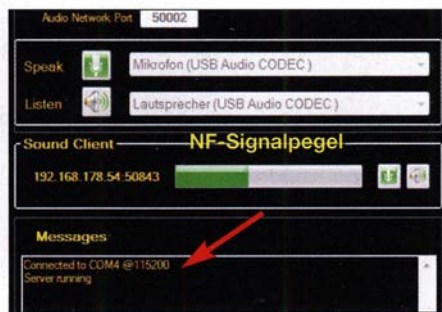 Audio Network Port 50002
Speak Mikrofon (USB Audio CODEC )
Listen Lautsprecher (USB Audio CODEC )
Sound Client NF-Signalpegel
192.168.178.54:50843
Messages
Connected to COM4 @115200
Server running